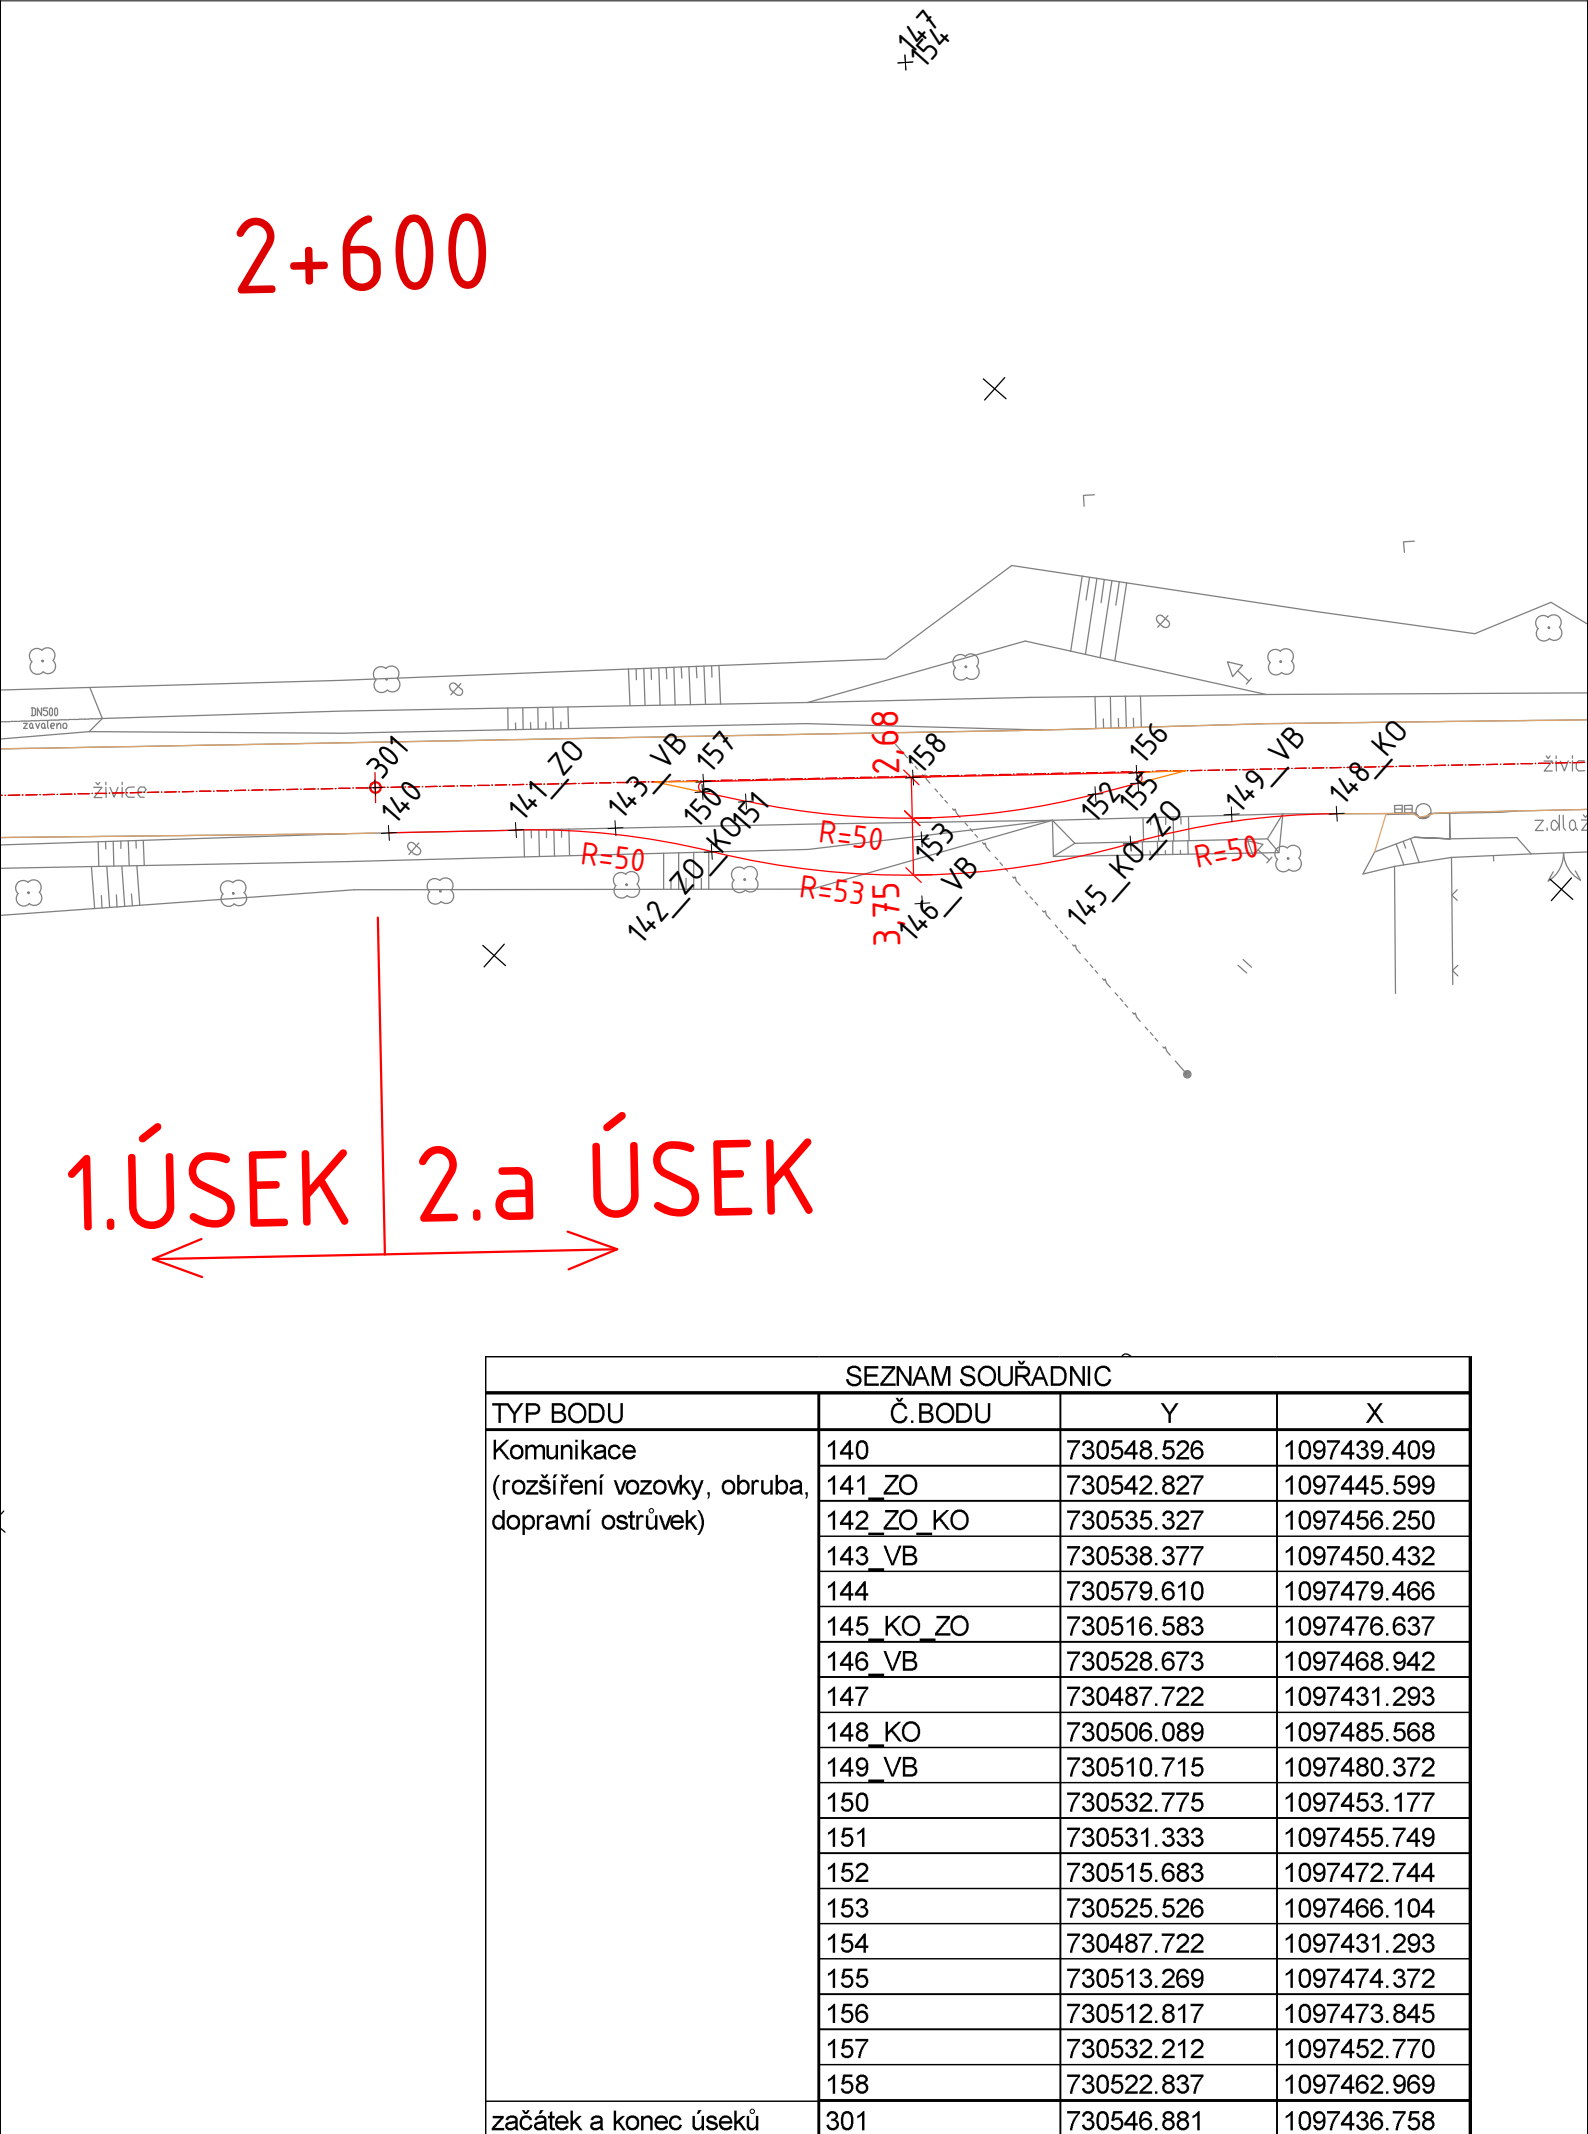 147
154
2+600
DN500
zavaleno
živice
301
140
141_ZO
143_VB
157
150
151
142_ZO_KO
2,68
158
R=50
R=50
R=53
3,75
153
146_VB
156
152
155
145_KO_ZO
149_VB
148_KO
R=50
živic
z.dlaž
1.ÚSEK
2.a ÚSEK
SEZNAM SOUŘADNIC
TYP BODU Č.BODU Y X
Komunikace 140 730548.526 1097439.409
(rozšíření vozovky, obruba, 141_ZO 730542.827 1097445.599
dopravní ostrůvek) 142_ZO_KO 730535.327 1097456.250
143_VB 730538.377 1097450.432
144 730579.610 1097479.466
145_KO_ZO 730516.583 1097476.637
146_VB 730528.673 1097468.942
147 730487.722 1097431.293
148_KO 730506.089 1097485.568
149_VB 730510.715 1097480.372
150 730532.775 1097453.177
151 730531.333 1097455.749
152 730515.683 1097472.744
153 730525.526 1097466.104
154 730487.722 1097431.293
155 730513.269 1097474.372
156 730512.817 1097473.845
157 730532.212 1097452.770
158 730522.837 1097462.969
začátek a konec úseků 301 730546.881 1097436.758